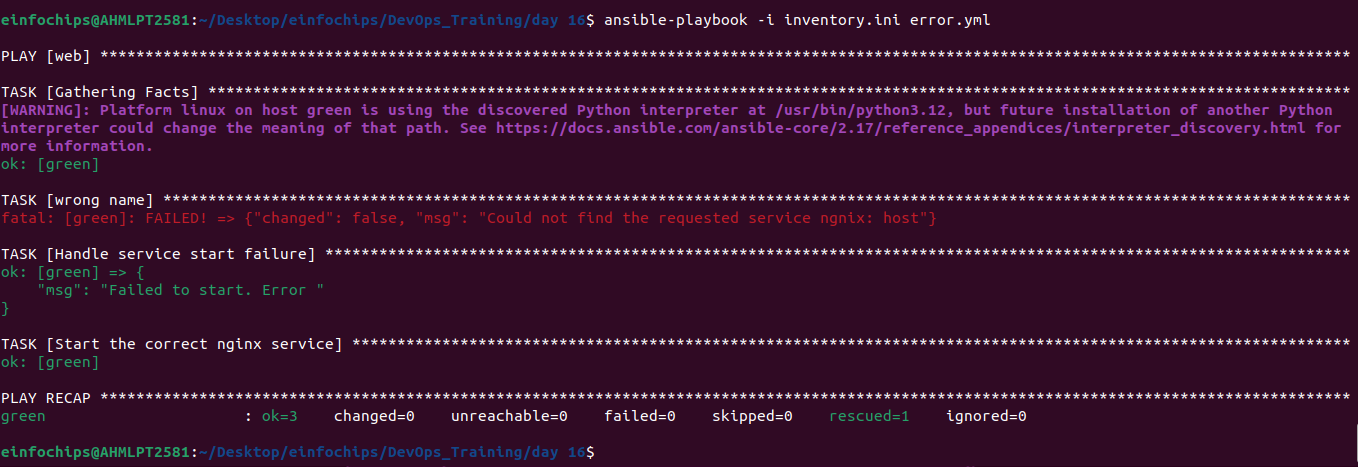 einfochips@AHMLPT2581:~/Desktop/einfochips/DevOps_Training/day 16$ ansible-playbook -i inventory.ini error.yml
PLAY [web] *******************************************************************************************************************************************
TASK [Gathering Facts] *******************************************************************************************************************************
[WARNING]: Platform linux on host green is using the discovered Python interpreter at /usr/bin/python3.12, but future installation of another Python
interpreter could change the meaning of that path. See https://docs.ansible.com/ansible-core/2.17/reference_appendices/interpreter_discovery.html for
more information.
ok: [green]
TASK [wrong name] ************************************************************************************************************************************
fatal: [green]: FAILED! => {"changed": false, "msg": "Could not find the requested service ngnix: host"}
TASK [Handle service start failure] ******************************************************************************************************************
ok: [green] => {
    "msg": "Failed to start. Error "
}
TASK [Start the correct nginx service] ***************************************************************************************************************
ok: [green]
PLAY RECAP *******************************************************************************************************************************************
green                      : ok=3    changed=0    unreachable=0    failed=0    skipped=0    rescued=1    ignored=0
einfochips@AHMLPT2581:~/Desktop/einfochips/DevOps_Training/day 16$